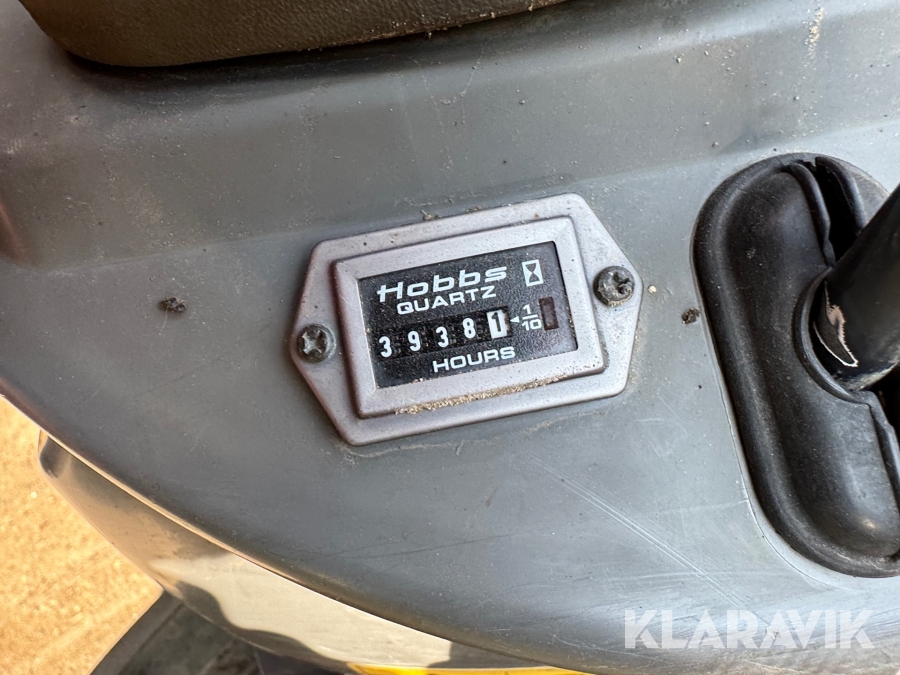 Hobbs
QUARTZ
39381 1/10
HOURS
KLARAVIK